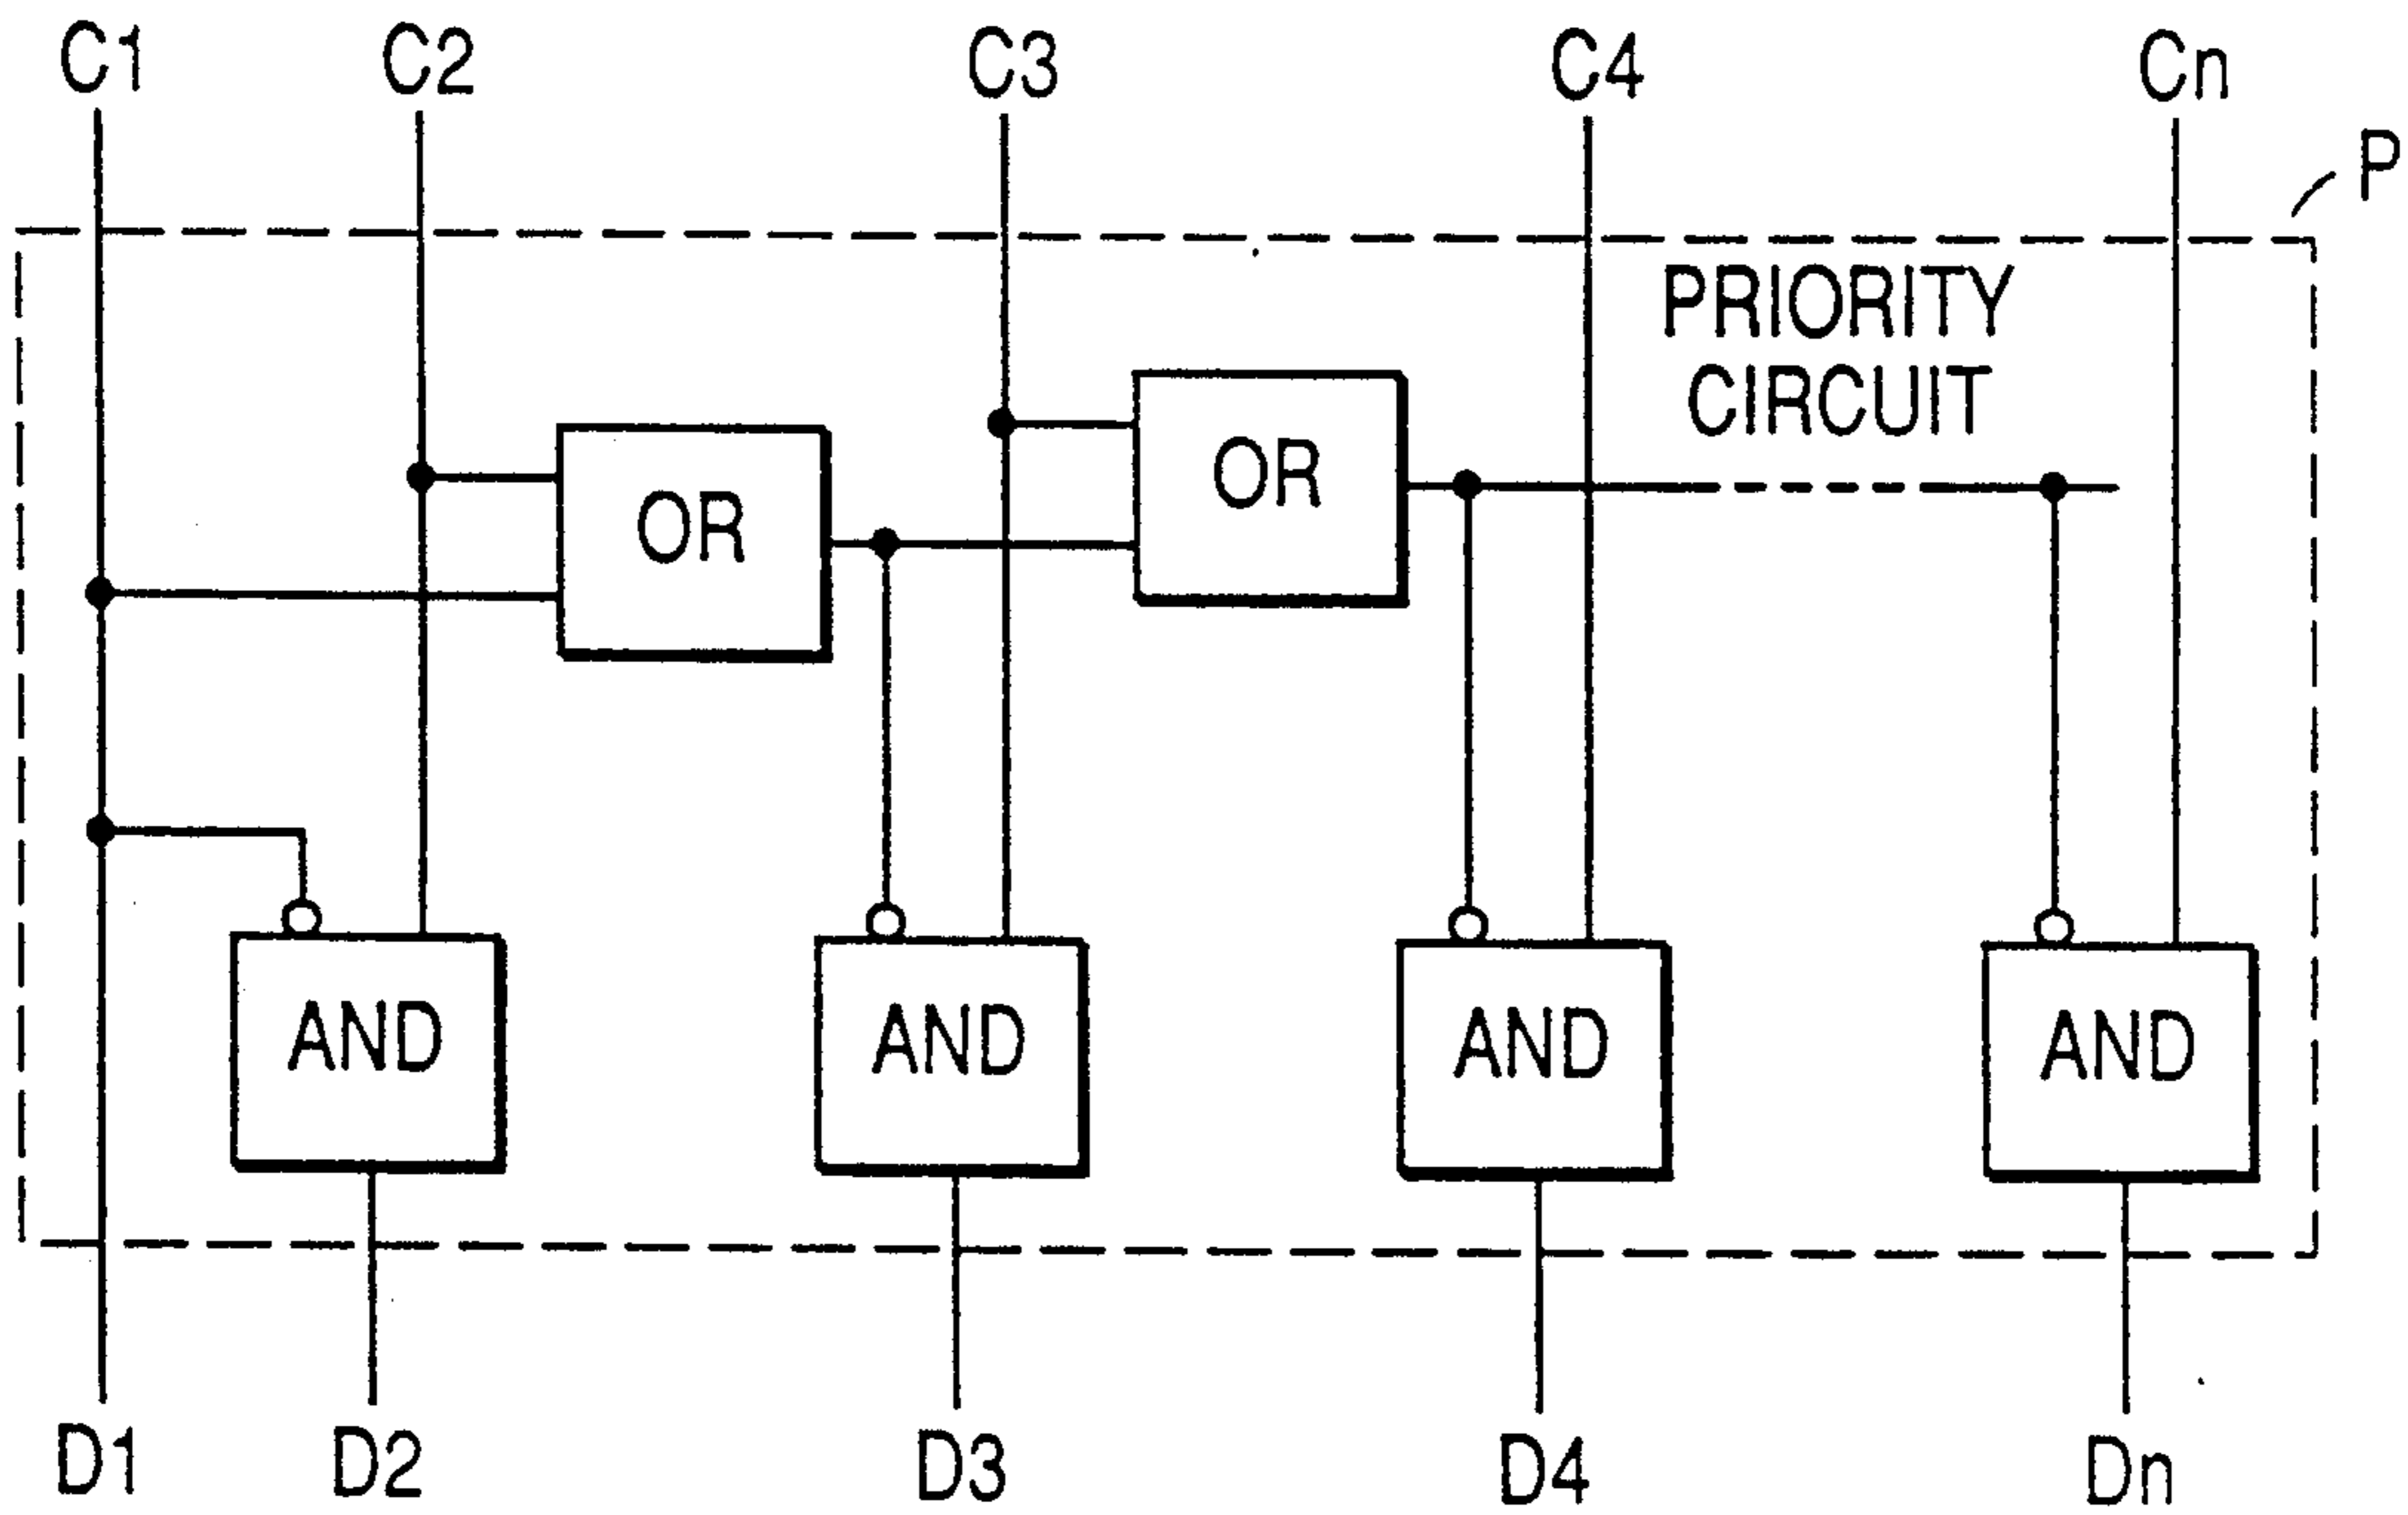 C1 C2 C3 C4 Cn
P
PRIORITY
CIRCUIT
OR OR
AND AND AND AND
D1 D2 D3 D4 Dn